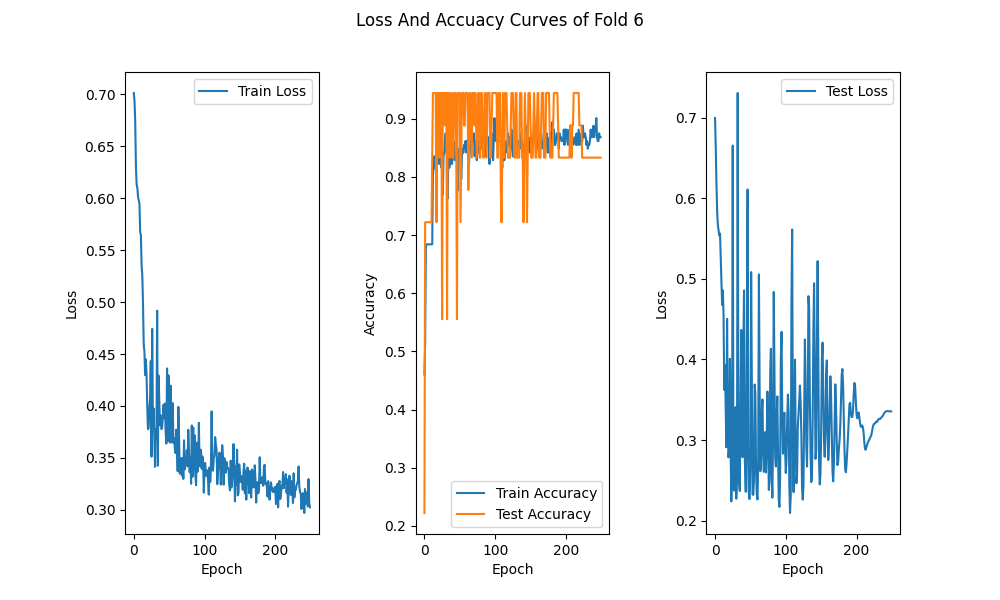 Loss And Accuacy Curves of Fold 6
Train Loss
0.70
0.65
0.60
0.55
0.50
0.45
0.40
0.35
0.30
Loss
0
100
200
Epoch
0.9
0.8
0.7
0.6
0.5
0.4
0.3
0.2
Accuracy
Train Accuracy
Test Accuracy
0
100
200
Epoch
Test Loss
0.7
0.6
0.5
0.4
0.3
0.2
Loss
0
100
200
Epoch